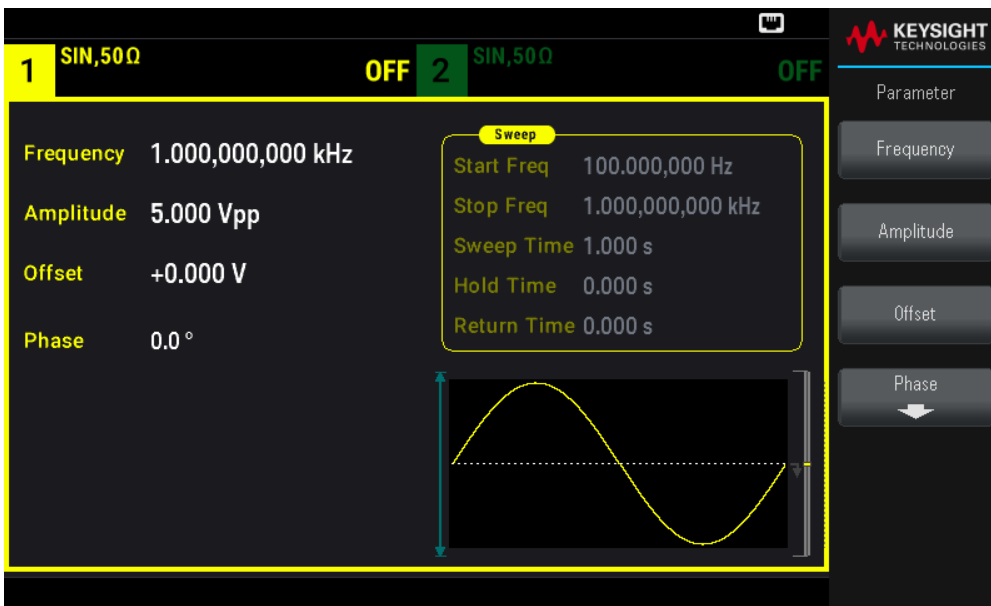 KEYSIGHT
TECHNOLOGIES
1 SIN,50Ω OFF 2 SIN,50Ω OFF
Parameter
Frequency 1.000,000,000 kHz
Amplitude 5.000 Vpp
Offset +0.000 V
Phase 0.0 °
Sweep
Start Freq 100.000,000 Hz
Stop Freq 1.000,000,000 kHz
Sweep Time 1.000 s
Hold Time 0.000 s
Return Time 0.000 s
Frequency
Amplitude
Offset
Phase